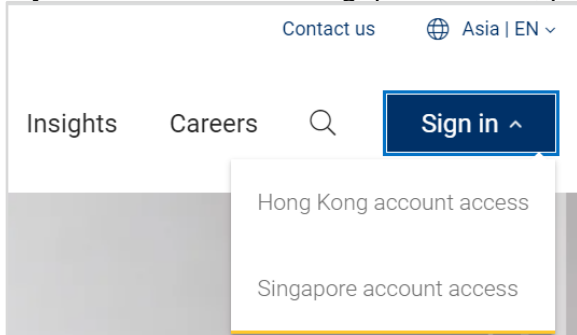 Contact us Asia | EN
Insights Careers Sign in
Hong Kong account access
Singapore account access